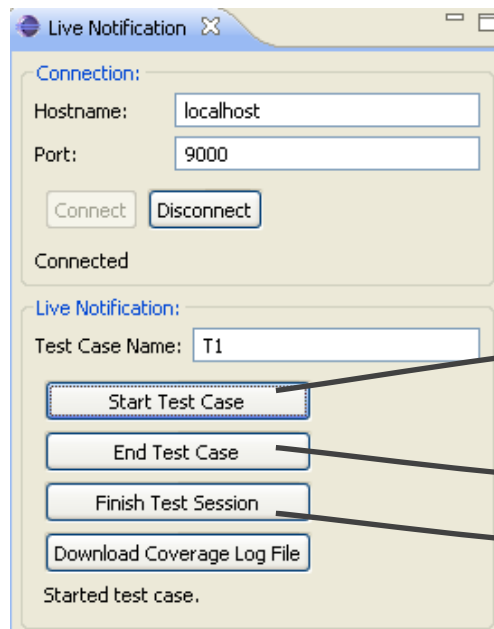 Live Notification
Connection:
Hostname: localhost
Port: 9000
Connect Disconnect
Connected
Live Notification:
Test Case Name: T1
Start Test Case
End Test Case
Finish Test Session
Download Coverage Log File
Started test case.